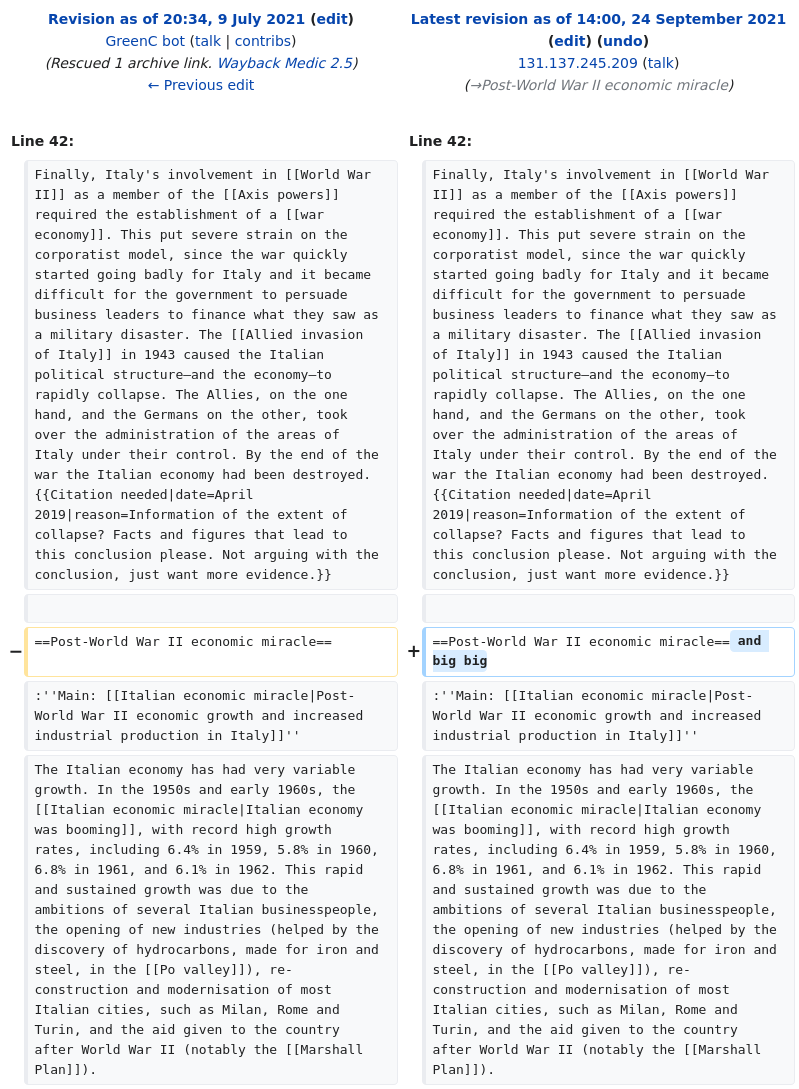 Revision as of 20:34, 9 July 2021 (edit)
GreenC bot (talk | contribs)
(Rescued 1 archive link. Wayback Medic 2.5)
← Previous edit
Latest revision as of 14:00, 24 September 2021
(edit) (undo)
131.137.245.209 (talk)
(→Post-World War II economic miracle)
Line 42:
Line 42:
Finally, Italy's involvement in [[World War
II]] as a member of the [[Axis powers]]
required the establishment of a [[war
economy]]. This put severe strain on the
corporatist model, since the war quickly
started going badly for Italy and it became
difficult for the government to persuade
business leaders to finance what they saw as
a military disaster. The [[Allied invasion
of Italy]] in 1943 caused the Italian
political structure—and the economy—to
rapidly collapse. The Allies, on the one
hand, and the Germans on the other, took
over the administration of the areas of
Italy under their control. By the end of the
war the Italian economy had been destroyed.
{{Citation needed|date=April
2019|reason=Information of the extent of
collapse? Facts and figures that lead to
this conclusion please. Not arguing with the
conclusion, just want more evidence.}}
Finally, Italy's involvement in [[World War
II]] as a member of the [[Axis powers]]
required the establishment of a [[war
economy]]. This put severe strain on the
corporatist model, since the war quickly
started going badly for Italy and it became
difficult for the government to persuade
business leaders to finance what they saw as
a military disaster. The [[Allied invasion
of Italy]] in 1943 caused the Italian
political structure—and the economy—to
rapidly collapse. The Allies, on the one
hand, and the Germans on the other, took
over the administration of the areas of
Italy under their control. By the end of the
war the Italian economy had been destroyed.
{{Citation needed|date=April
2019|reason=Information of the extent of
collapse? Facts and figures that lead to
this conclusion please. Not arguing with the
conclusion, just want more evidence.}}
− ==Post-World War II economic miracle==
+ ==Post-World War II economic miracle== and
big big
:''Main: [[Italian economic miracle|Post-
World War II economic growth and increased
industrial production in Italy]]''
:''Main: [[Italian economic miracle|Post-
World War II economic growth and increased
industrial production in Italy]]''
The Italian economy has had very variable
growth. In the 1950s and early 1960s, the
[[Italian economic miracle|Italian economy
was booming]], with record high growth
rates, including 6.4% in 1959, 5.8% in 1960,
6.8% in 1961, and 6.1% in 1962. This rapid
and sustained growth was due to the
ambitions of several Italian businesspeople,
the opening of new industries (helped by the
discovery of hydrocarbons, made for iron and
steel, in the [[Po valley]]), re-
construction and modernisation of most
Italian cities, such as Milan, Rome and
Turin, and the aid given to the country
after World War II (notably the [[Marshall
Plan]]).
The Italian economy has had very variable
growth. In the 1950s and early 1960s, the
[[Italian economic miracle|Italian economy
was booming]], with record high growth
rates, including 6.4% in 1959, 5.8% in 1960,
6.8% in 1961, and 6.1% in 1962. This rapid
and sustained growth was due to the
ambitions of several Italian businesspeople,
the opening of new industries (helped by the
discovery of hydrocarbons, made for iron and
steel, in the [[Po valley]]), re-
construction and modernisation of most
Italian cities, such as Milan, Rome and
Turin, and the aid given to the country
after World War II (notably the [[Marshall
Plan]]).